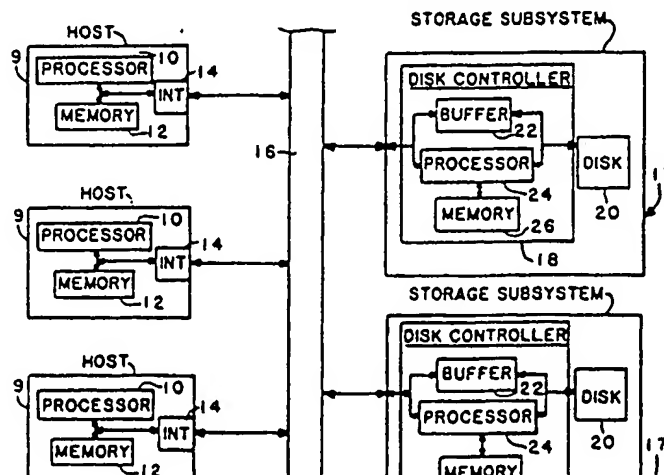 HOST
9
PROCESSOR
10
14
INT
MEMORY
12
HOST
9
PROCESSOR
10
14
INT
MEMORY
12
HOST
9
PROCESSOR
10
14
INT
MEMORY
12
16
STORAGE SUBSYSTEM
DISK CONTROLLER
BUFFER
22
PROCESSOR
24
MEMORY
26
18
DISK
20
STORAGE SUBSYSTEM
DISK CONTROLLER
BUFFER
22
PROCESSOR
24
MEMORY
DISK
20
17